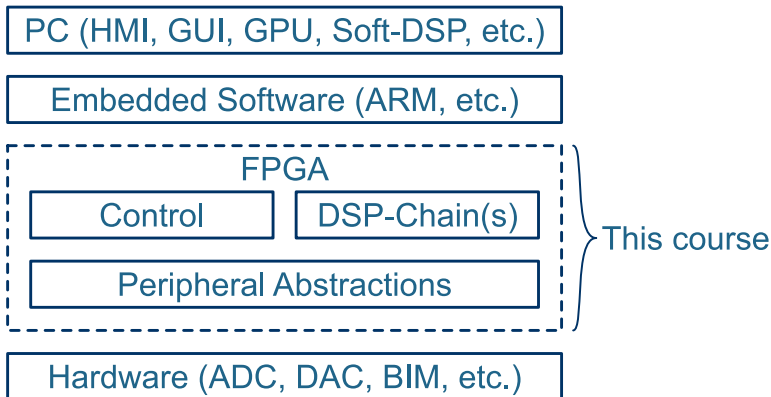 PC (HMI, GUI, GPU, Soft-DSP, etc.)
Embedded Software (ARM, etc.)
FPGA
Control
DSP-Chain(s)
This course
Peripheral Abstractions
Hardware (ADC, DAC, BIM, etc.)